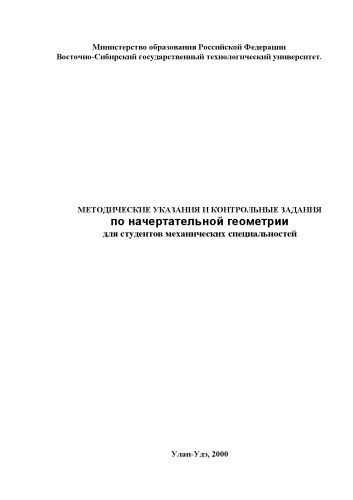 Министерство образования Российской Федерации
Восточно-Сибирский государственный технологический университет.
МЕТОДИЧЕСКИЕ УКАЗАНИЯ И КОНТРОЛЬНЫЕ ЗАДАНИЯ
по начертательной геометрии
для студентов механических специальностей
Улан-Удэ, 2000